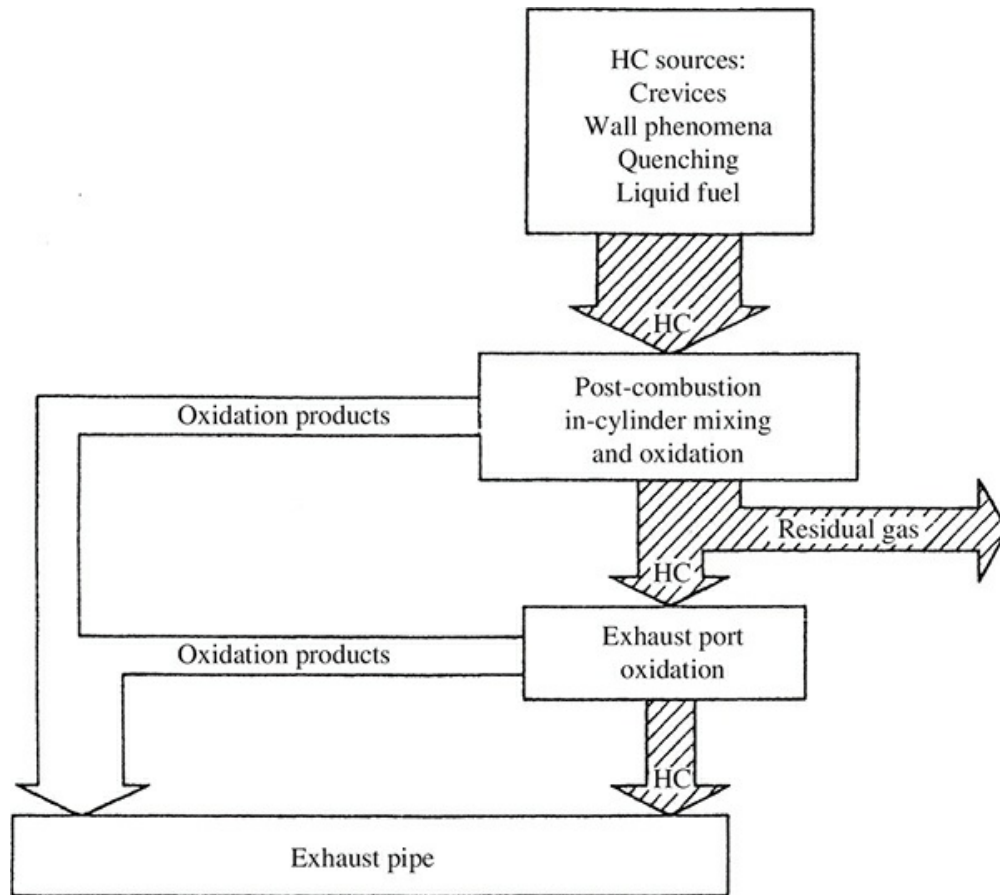 HC sources:
Crevices
Wall phenomena
Quenching
Liquid fuel
HC
Post-combustion
in-cylinder mixing
and oxidation
Oxidation products
Residual gas
HC
Exhaust port
oxidation
Oxidation products
HC
Exhaust pipe